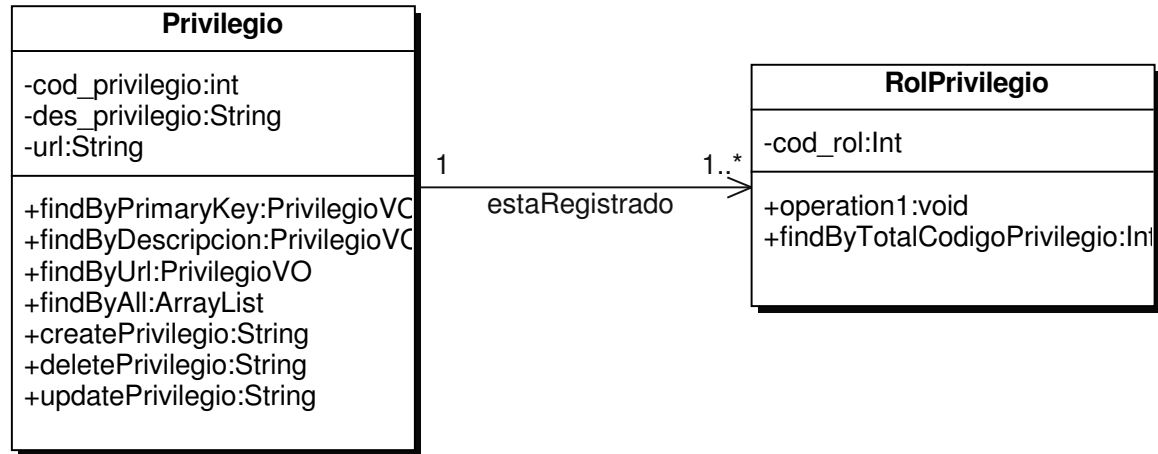 Privilegio
-cod_privilegio:int
-des_privilegio:String
-url:String
+findByPrimaryKey:PrivilegioVO
+findByDescripcion:PrivilegioVO
+findByUrl:PrivilegioVO
+findByAll:ArrayList
+createPrivilegio:String
+deletePrivilegio:String
+updatePrivilegio:String
1
1..*
estaRegistrado
RolPrivilegio
-cod_rol:Int
+operation1:void
+findByTotalCodigoPrivilegio:Int